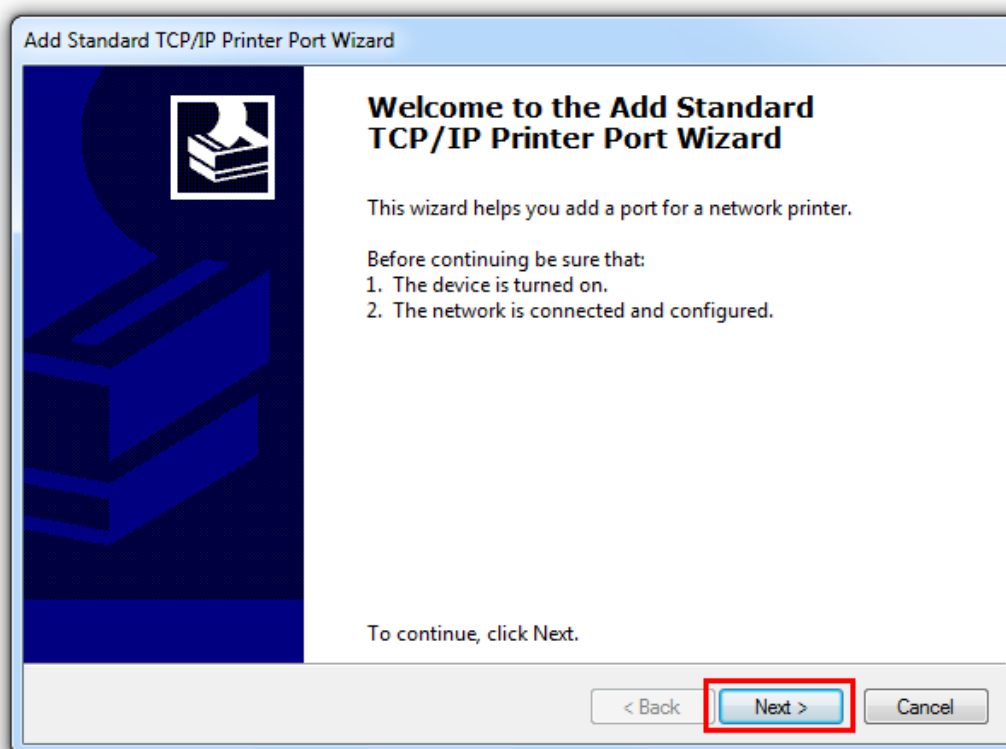 Add Standard TCP/IP Printer Port Wizard
Welcome to the Add Standard
TCP/IP Printer Port Wizard
This wizard helps you add a port for a network printer.
Before continuing be sure that:
1. The device is turned on.
2. The network is connected and configured.
To continue, click Next.
< Back Next > Cancel